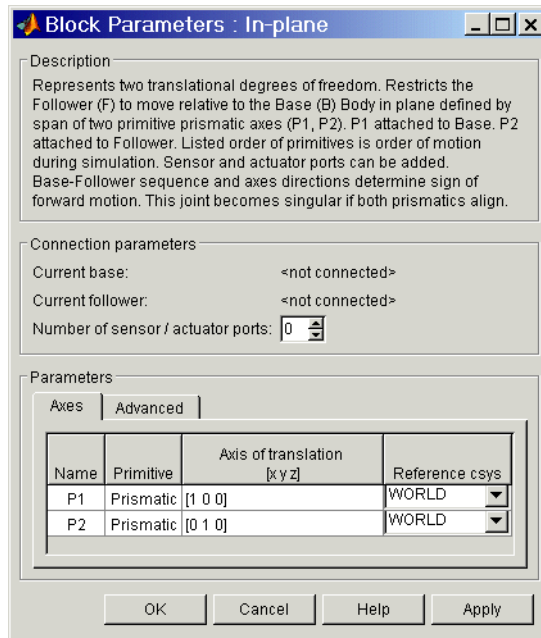 Block Parameters : In-plane
Description
Represents two translational degrees of freedom. Restricts the
Follower (F) to move relative to the Base (B) Body in plane defined by
span of two primitive prismatic axes (P1, P2). P1 attached to Base. P2
attached to Follower. Listed order of primitives is order of motion
during simulation. Sensor and actuator ports can be added.
Base-Follower sequence and axes directions determine sign of
forward motion. This joint becomes singular if both prismatics align.
Connection parameters
Current base: <not connected>
Current follower: <not connected>
Number of sensor / actuator ports: 0
Parameters
Axes Advanced
Name Primitive Axis of translation [x y z] Reference csys
P1 Prismatic [1 0 0] WORLD
P2 Prismatic [0 1 0] WORLD
OK Cancel Help Apply